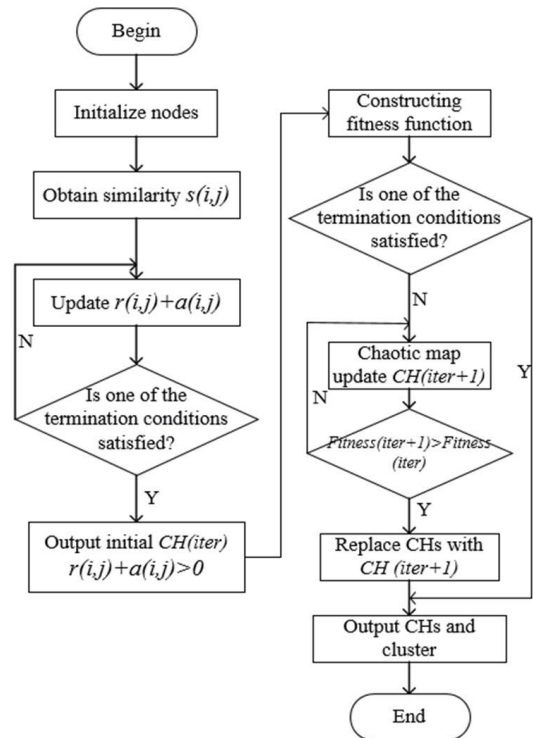 Begin
Initialize nodes
Obtain similarity s(i,j)
Update r(i,j)+a(i,j)
N
Is one of the
termination conditions
satisfied?
Y
Output initial CH(iter)
r(i,j)+a(i,j)>0
Constructing
fitness function
Is one of the
termination conditions
satisfied?
N
Y
Chaotic map
update CH(iter+1)
N
Fitness(iter+1)>Fitness
(iter)
Y
Replace CHs with
CH (iter+1)
Output CHs and
cluster
End